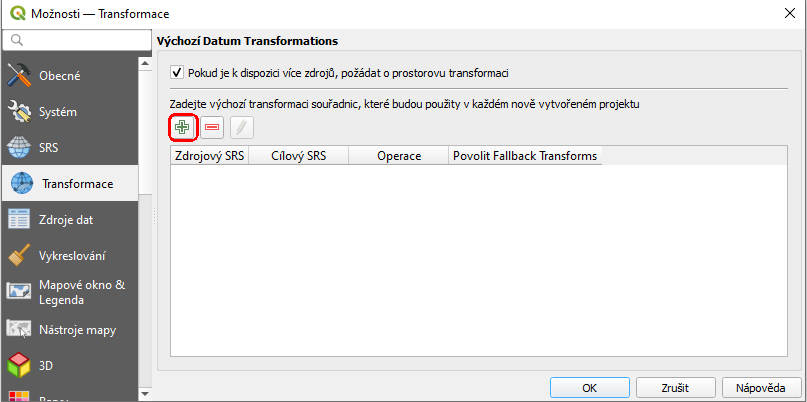 Možnosti — Transformace
Výchozí Datum Transformations
Obecné
Systém
SRS
Transformace
Zdroje dat
Vykreslování
Mapové okno &
Legenda
Nástroje mapy
3D
Pokud je k dispozici více zdrojů, požádat o prostorovu transformaci
Zadejte výchozí transformaci souřadnic, které budou použity v každém nově vytvořeném projektu
Zdrojový SRS Cílový SRS Operace Povolit Fallback Transforms
OK Zrušit Nápověda